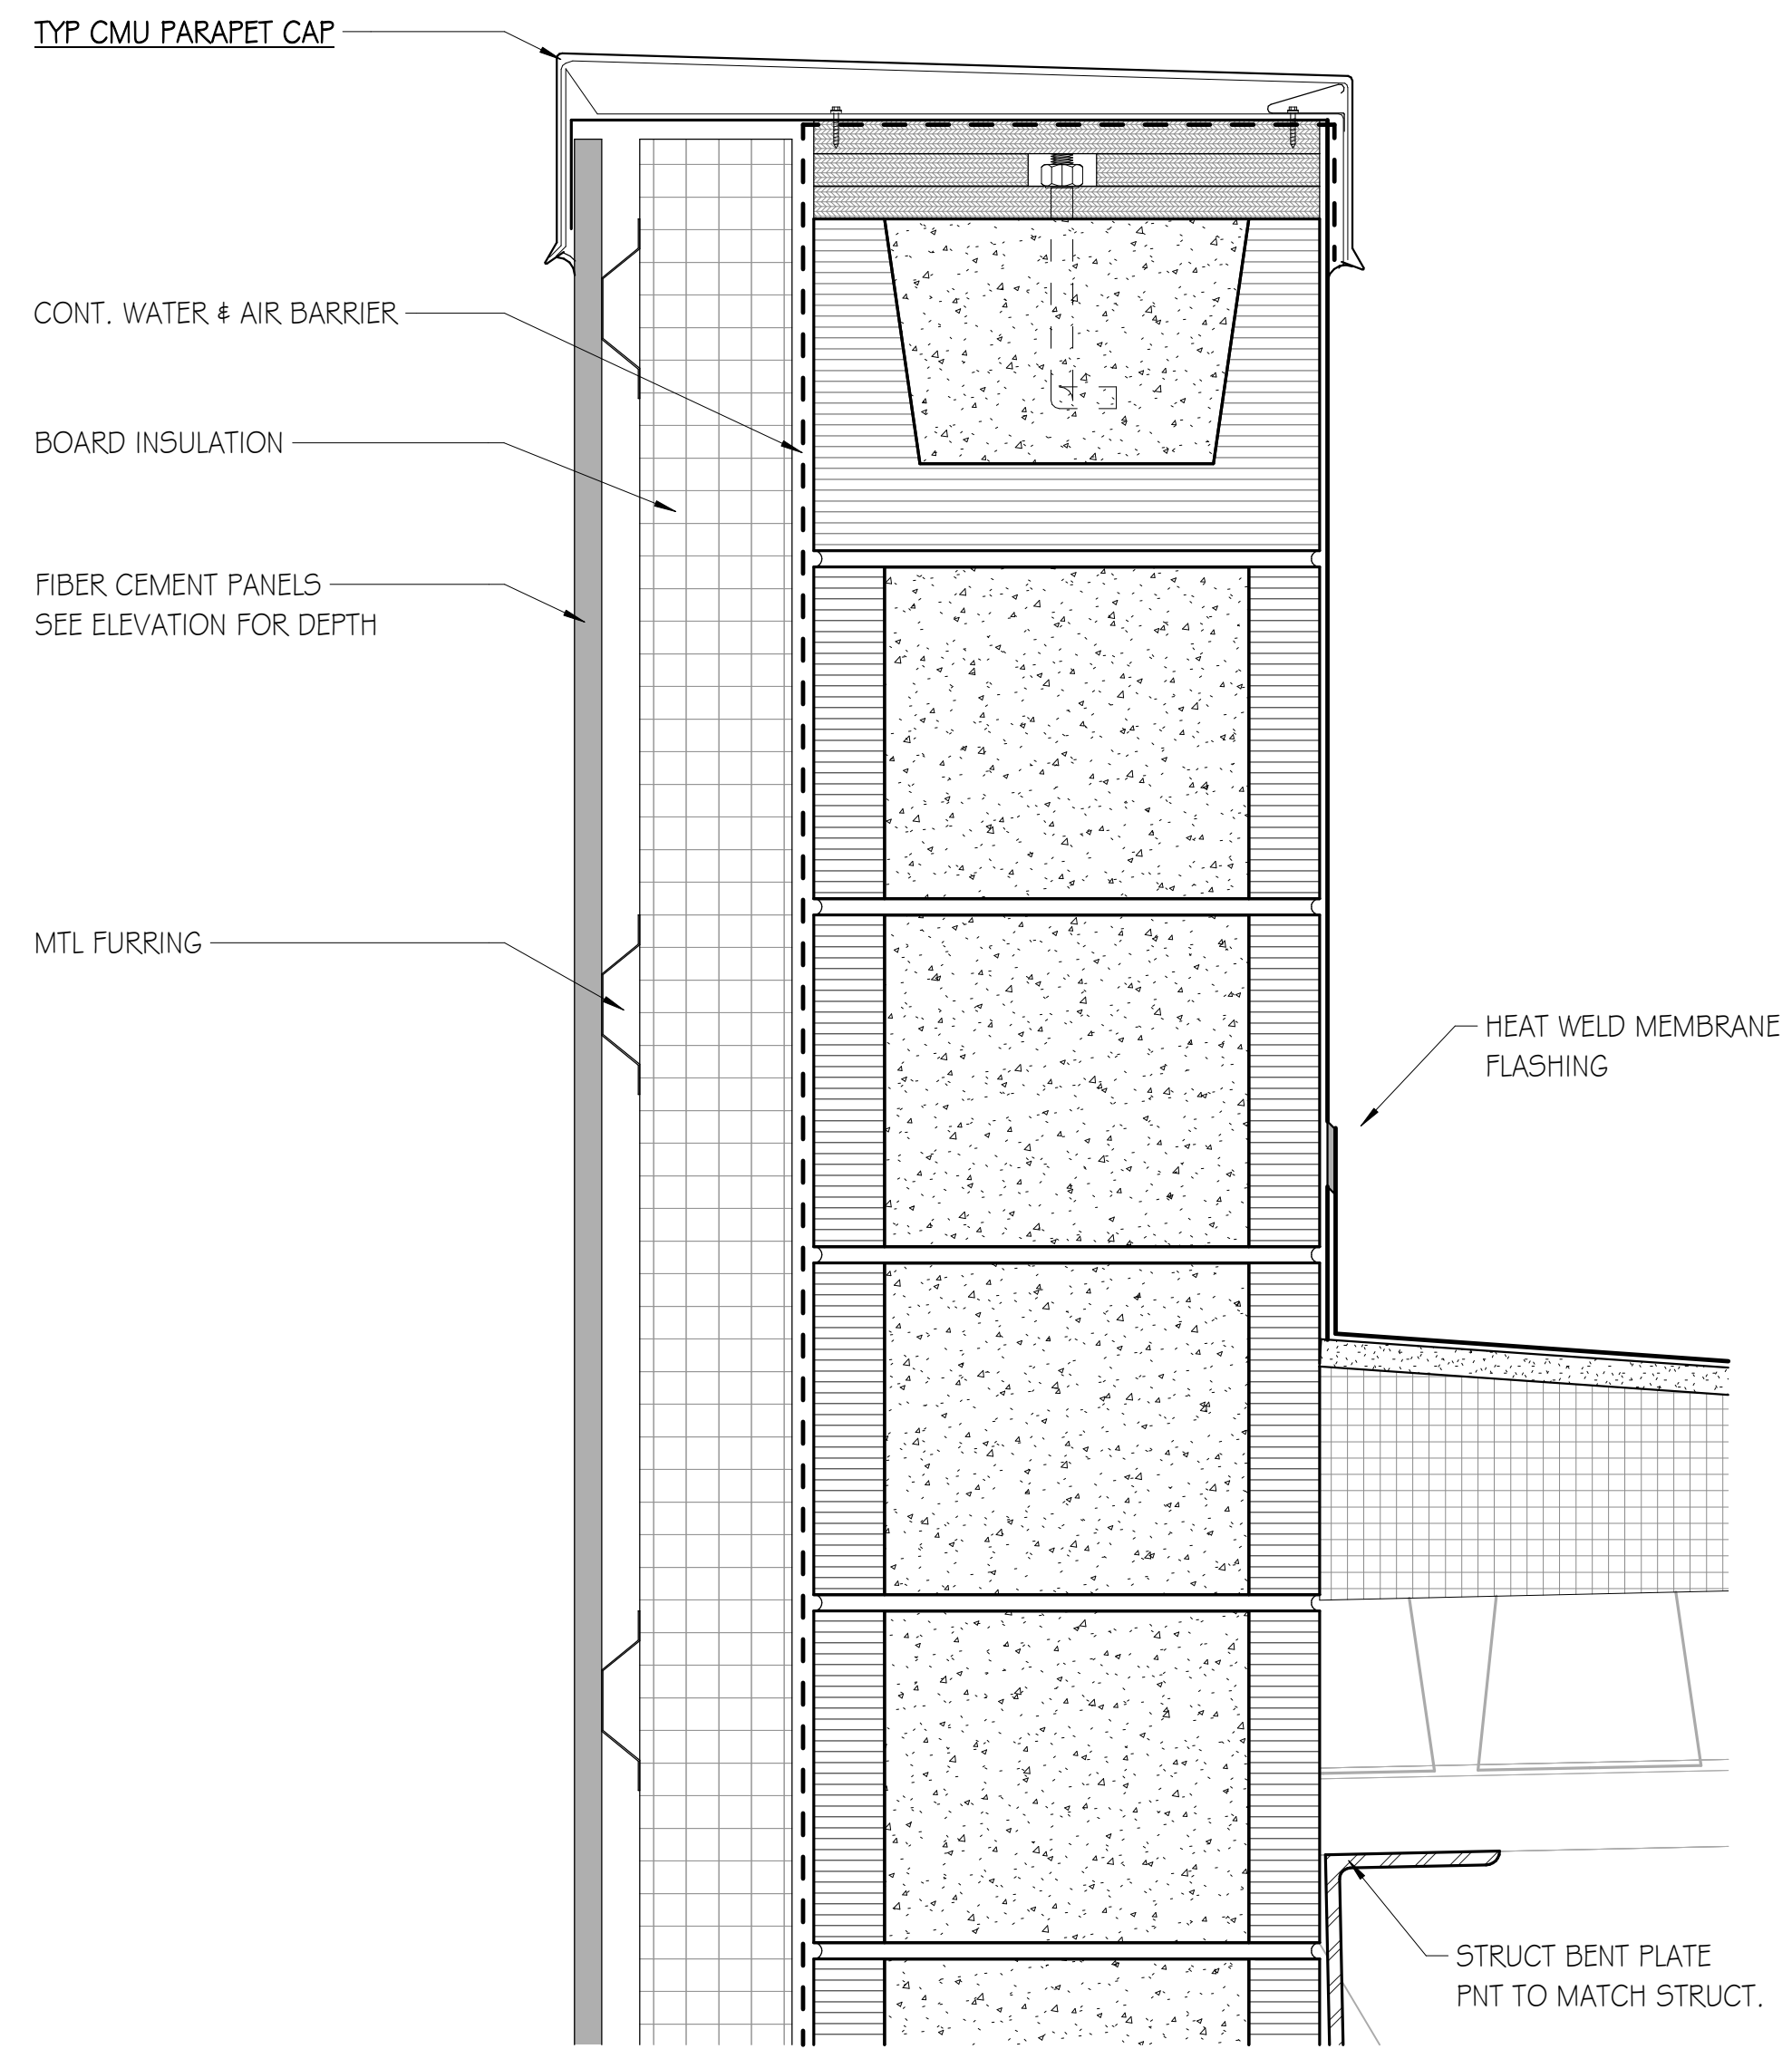 TYP CMU PARAPET CAP
CONT. WATER & AIR BARRIER
BOARD INSULATION
FIBER CEMENT PANELS
SEE ELEVATION FOR DEPTH
MTL FURRING
HEAT WELD MEMBRANE
FLASHING
STRUCT BENT PLATE
PNT TO MATCH STRUCT.